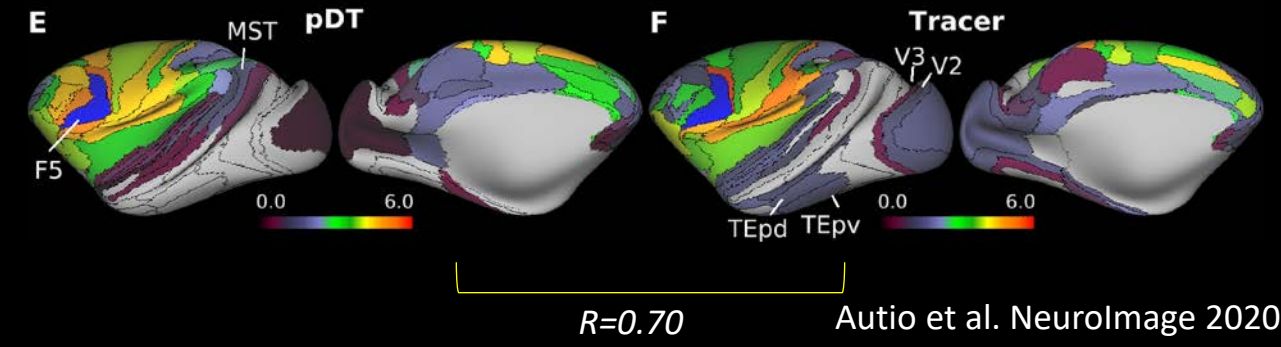 E pDT MST
F5
0.0 6.0
F Tracer
V3 V2
TEpd TEpv
0.0 6.0
R=0.70
Autio et al. NeuroImage 2020